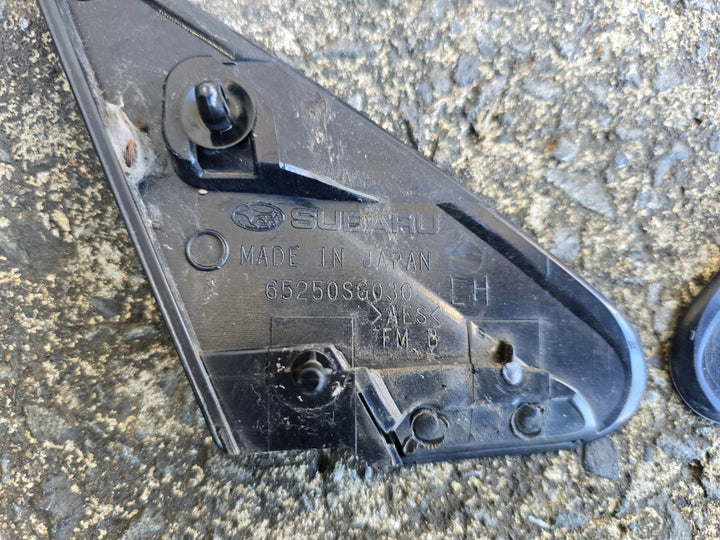 SUBARU
MADE IN JAPAN
65250SG030 LH
>AES<
FM B